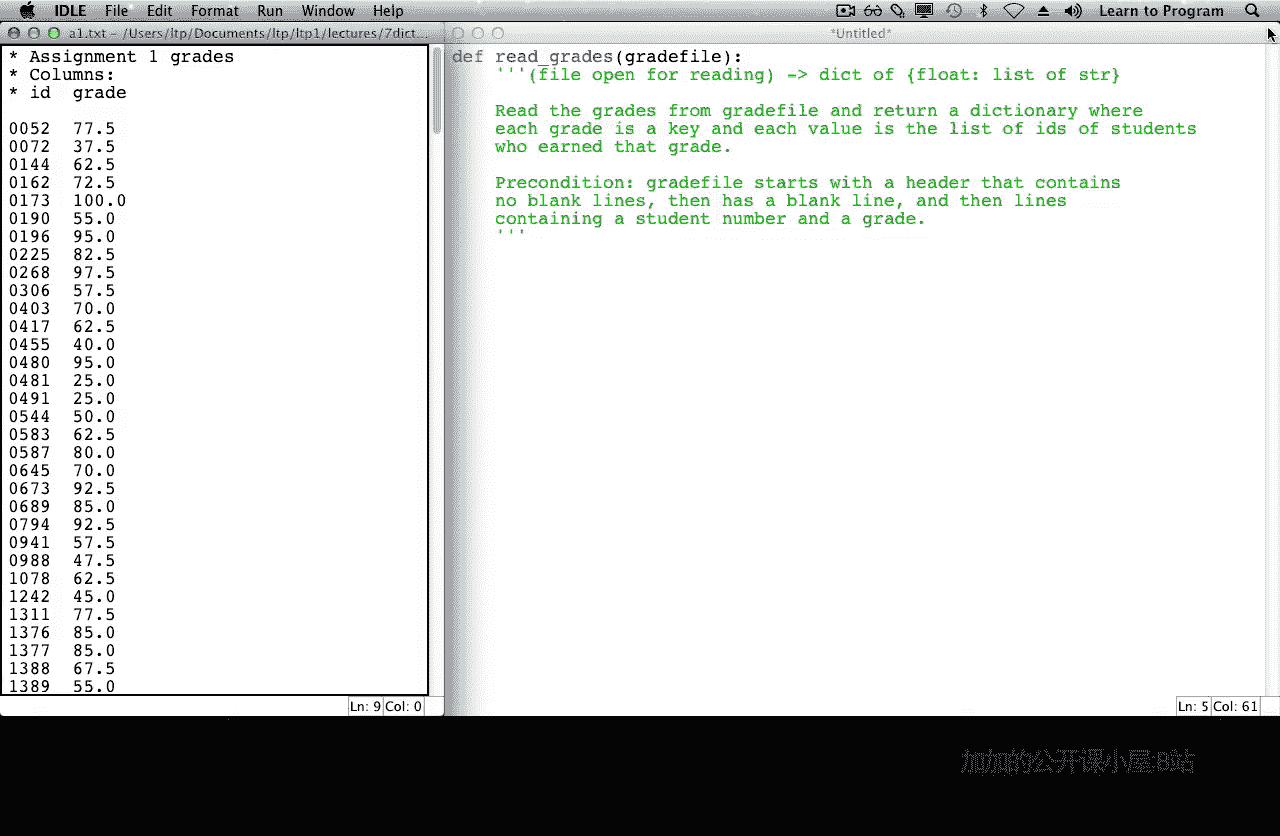 IDLE File Edit Format Run Window Help Learn to Program
a1.txt – /Users/ltp/Documents/ltp/ltp1/lectures/7dict...
* Assignment 1 grades
* Columns:
* id grade
0052 77.5
0072 37.5
0144 62.5
0162 72.5
0173 100.0
0190 55.0
0196 95.0
0225 82.5
0268 97.5
0306 57.5
0403 70.0
0417 62.5
0455 40.0
0480 95.0
0481 25.0
0491 25.0
0544 50.0
0583 62.5
0587 80.0
0645 70.0
0673 92.5
0689 85.0
0794 92.5
0941 57.5
0988 47.5
1078 62.5
1242 45.0
1311 77.5
1376 85.0
1377 85.0
1388 67.5
1389 55.0
Ln: 9 Col: 0
*Untitled*
def read_grades(gradefile):
'''(file open for reading) -> dict of {float: list of str}
Read the grades from gradefile and return a dictionary where
each grade is a key and each value is the list of ids of students
who earned that grade.
Precondition: gradefile starts with a header that contains
no blank lines, then has a blank line, and then lines
containing a student number and a grade.
'''
Ln: 5 Col: 61
加加的公开课小屋:B站